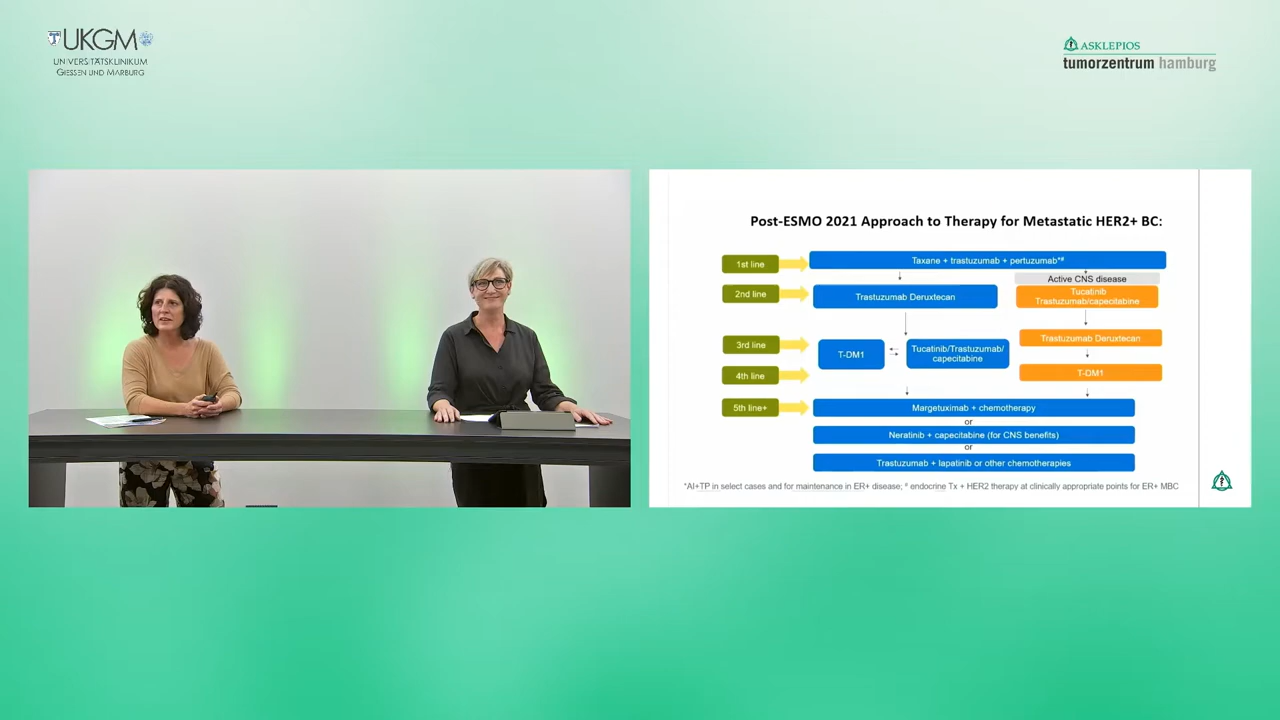 UKGM
UNIVERSITÄTSKLINIKUM
GIESSEN UND MARBURG
ASKLEPIOS
tumorzentrum hamburg
Post-ESMO 2021 Approach to Therapy for Metastatic HER2+ BC:
1st line
Taxane + trastuzumab + pertuzumab*#
Active CNS disease
2nd line
Trastuzumab Deruxtecan
Tucatinib
Trastuzumab/capecitabine
3rd line
T-DM1
Tucatinib/Trastuzumab/
capecitabine
Trastuzumab Deruxtecan
4th line
T-DM1
5th line+
Margetuximab + chemotherapy
or
Neratinib + capecitabine (for CNS benefits)
or
Trastuzumab + lapatinib or other chemotherapies
*AI+TP in select cases and for maintenance in ER+ disease; # endocrine Tx + HER2 therapy at clinically appropriate points for ER+ MBC